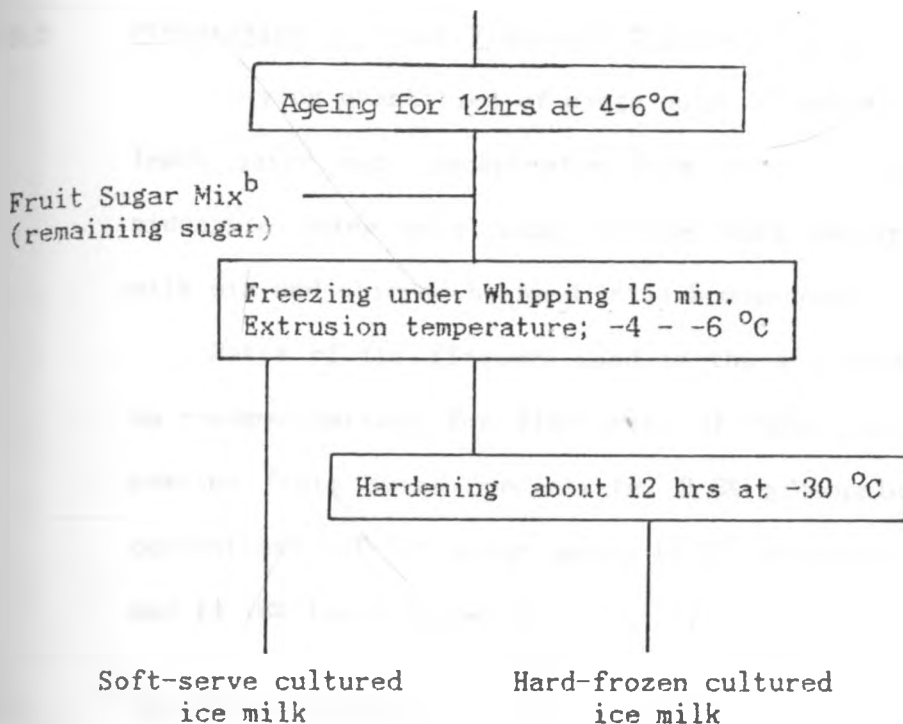 Ageing for 12hrs at 4-6°C
Fruit Sugar Mixᵇ
(remaining sugar)
Freezing under Whipping 15 min.
Extrusion temperature; -4 - -6 °C
Hardening about 12 hrs at -30 °C
Soft-serve cultured
ice milk
Hard-frozen cultured
ice milk